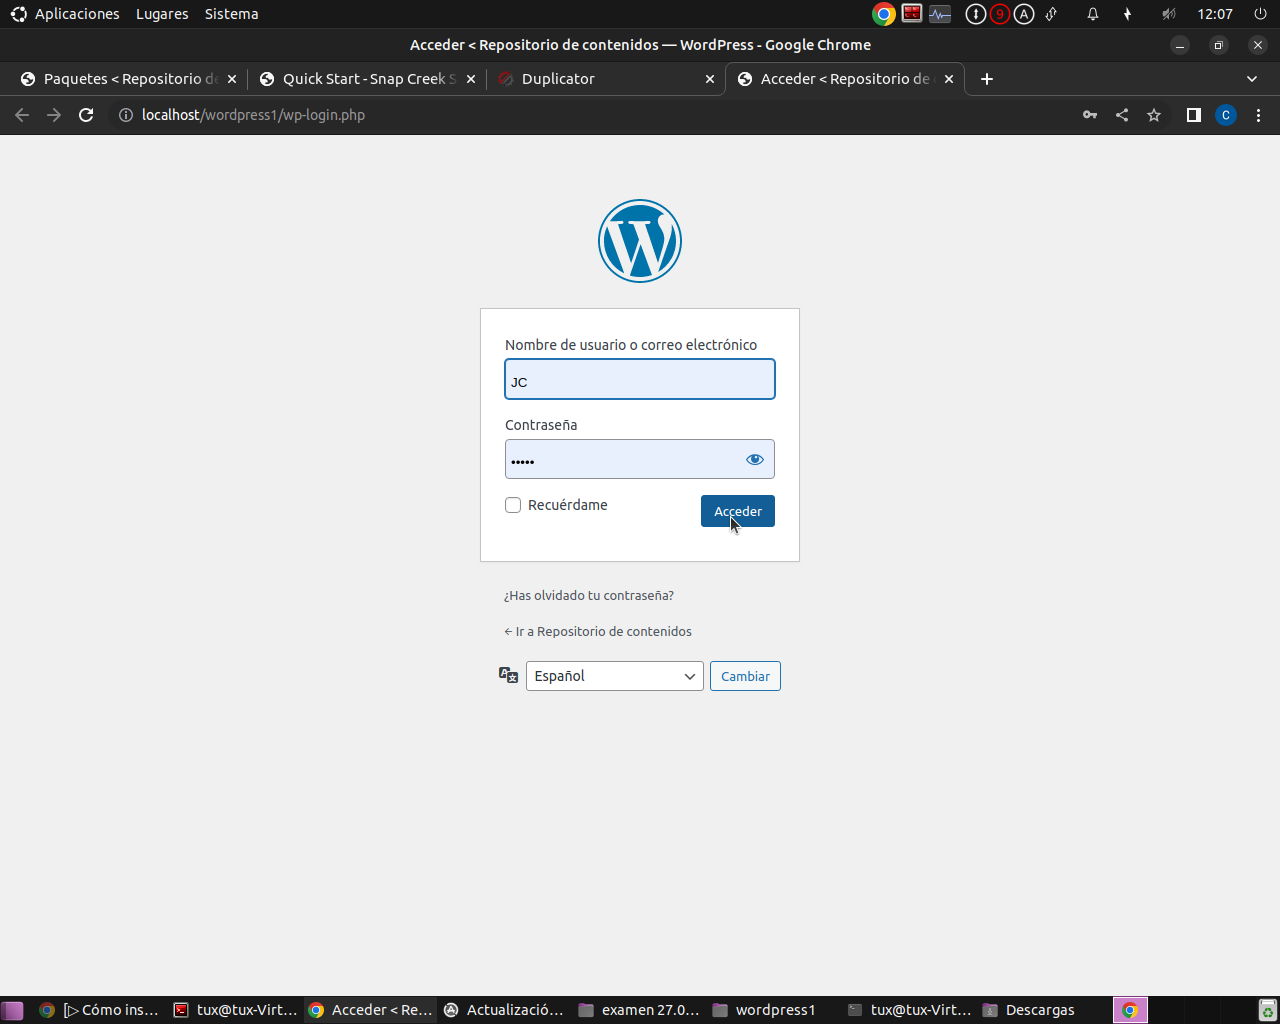 Aplicaciones Lugares Sistema 9 A 12:07
Acceder < Repositorio de contenidos — WordPress - Google Chrome
Paquetes < Repositorio de Quick Start - Snap Creek S Duplicator Acceder < Repositorio de
localhost/wordpress1/wp-login.php C
Nombre de usuario o correo electrónico
JC
Contraseña
•••••
Recuérdame Acceder
¿Has olvidado tu contraseña?
← Ir a Repositorio de contenidos
Español Cambiar
[▷ Cómo ins... tux@tux-Virt... Acceder < Re... Actualizació... examen 27.0... wordpress1 tux@tux-Virt... Descargas